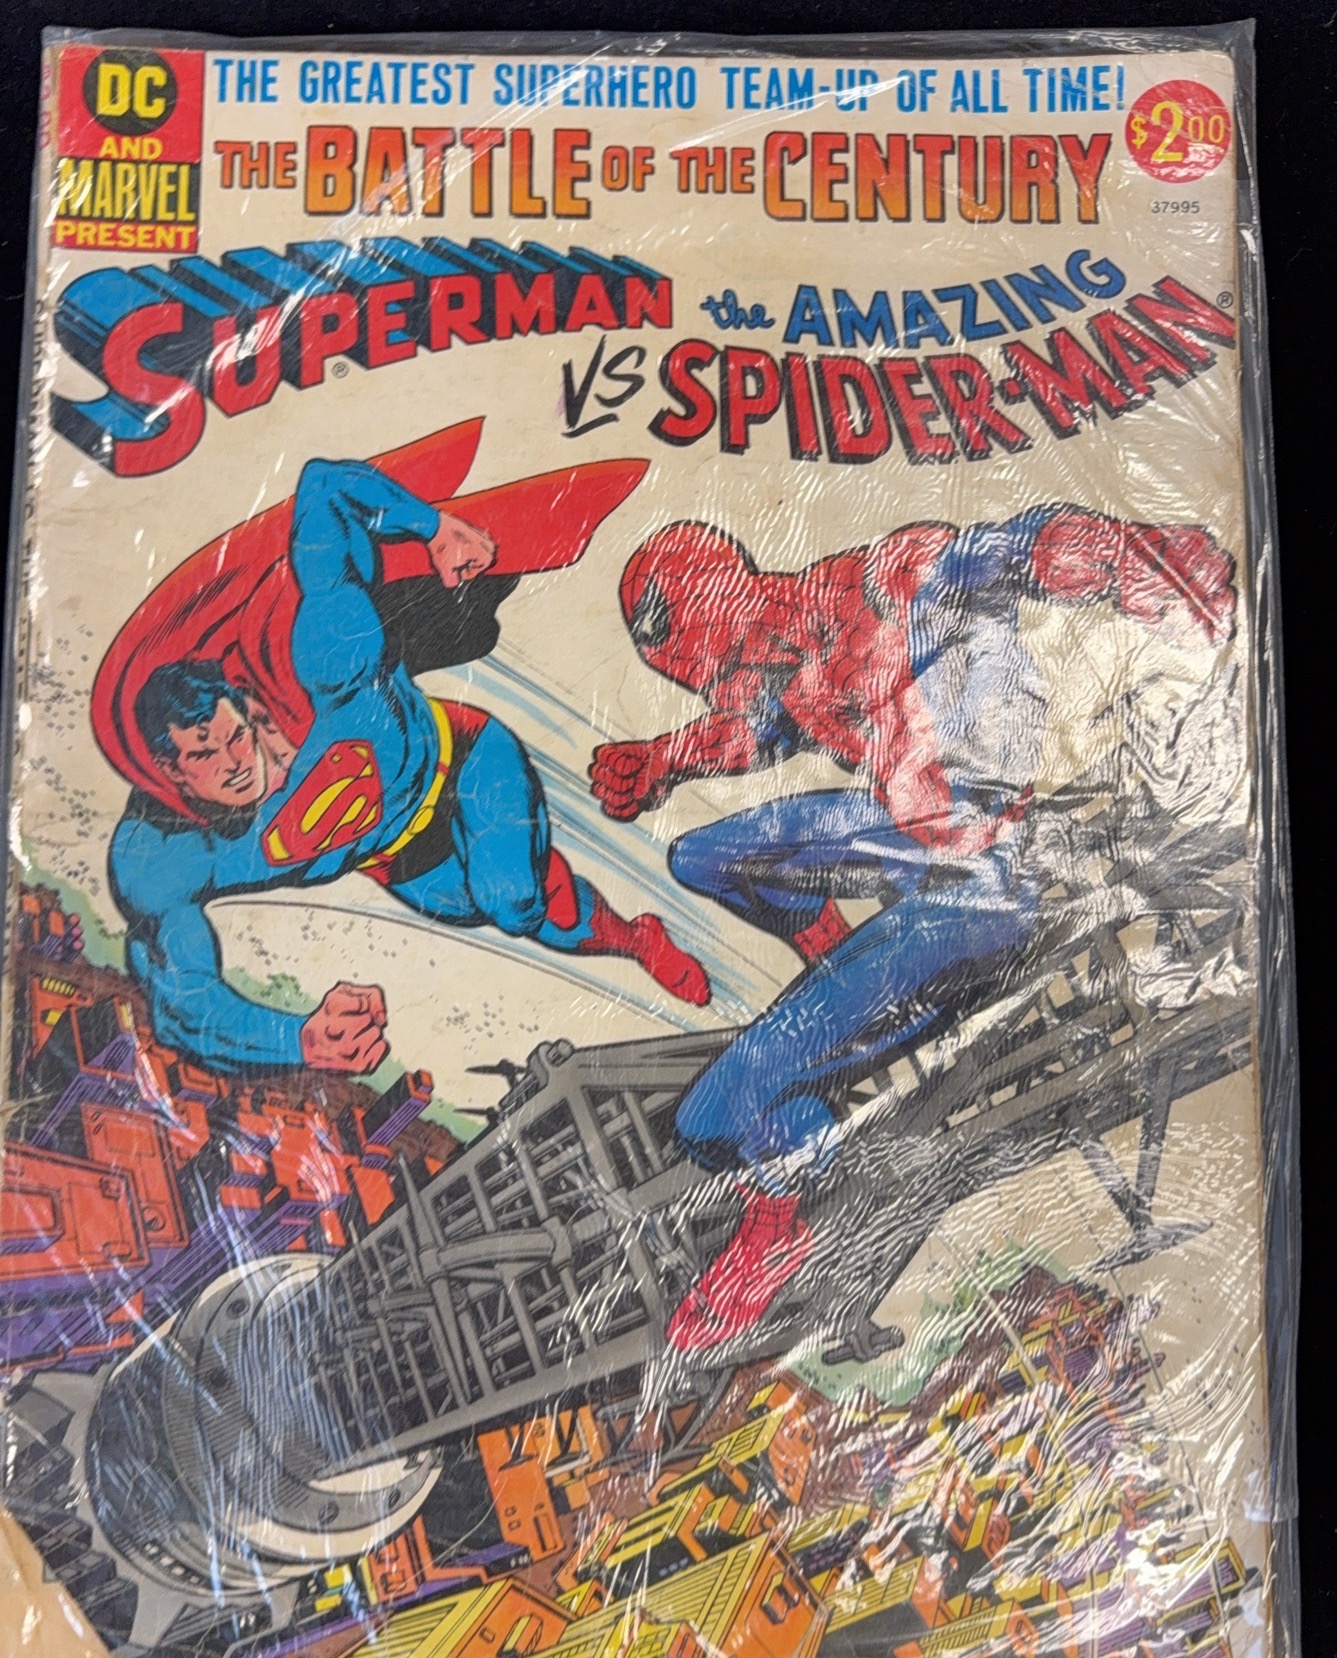 DC
AND
MARVEL
PRESENT
THE GREATEST SUPERHERO TEAM-UP OF ALL TIME!
$2.00
THE BATTLE OF THE CENTURY
37995
SUPERMAN ®
VS
the AMAZING
SPIDER-MAN ®
S